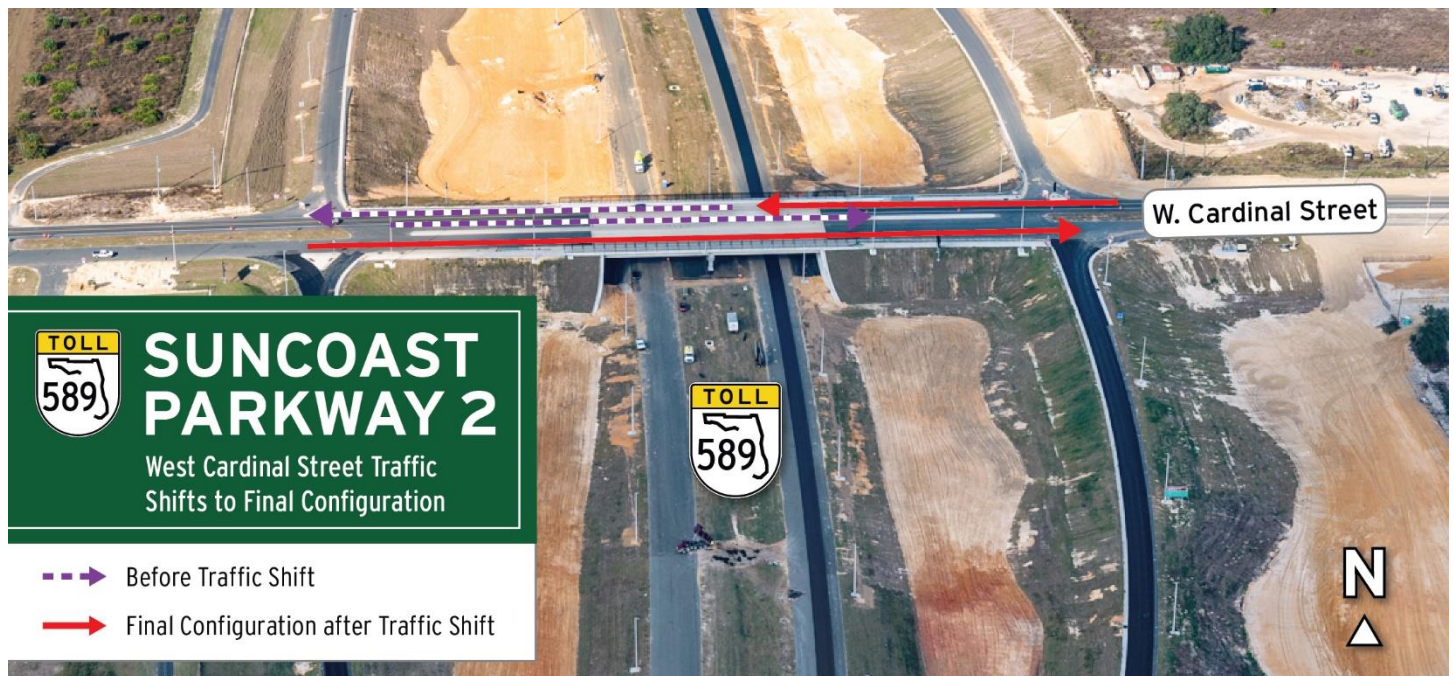 W. Cardinal Street
TOLL
589
SUNCOAST
PARKWAY 2
West Cardinal Street Traffic
Shifts to Final Configuration
TOLL
589
Before Traffic Shift
Final Configuration after Traffic Shift
N